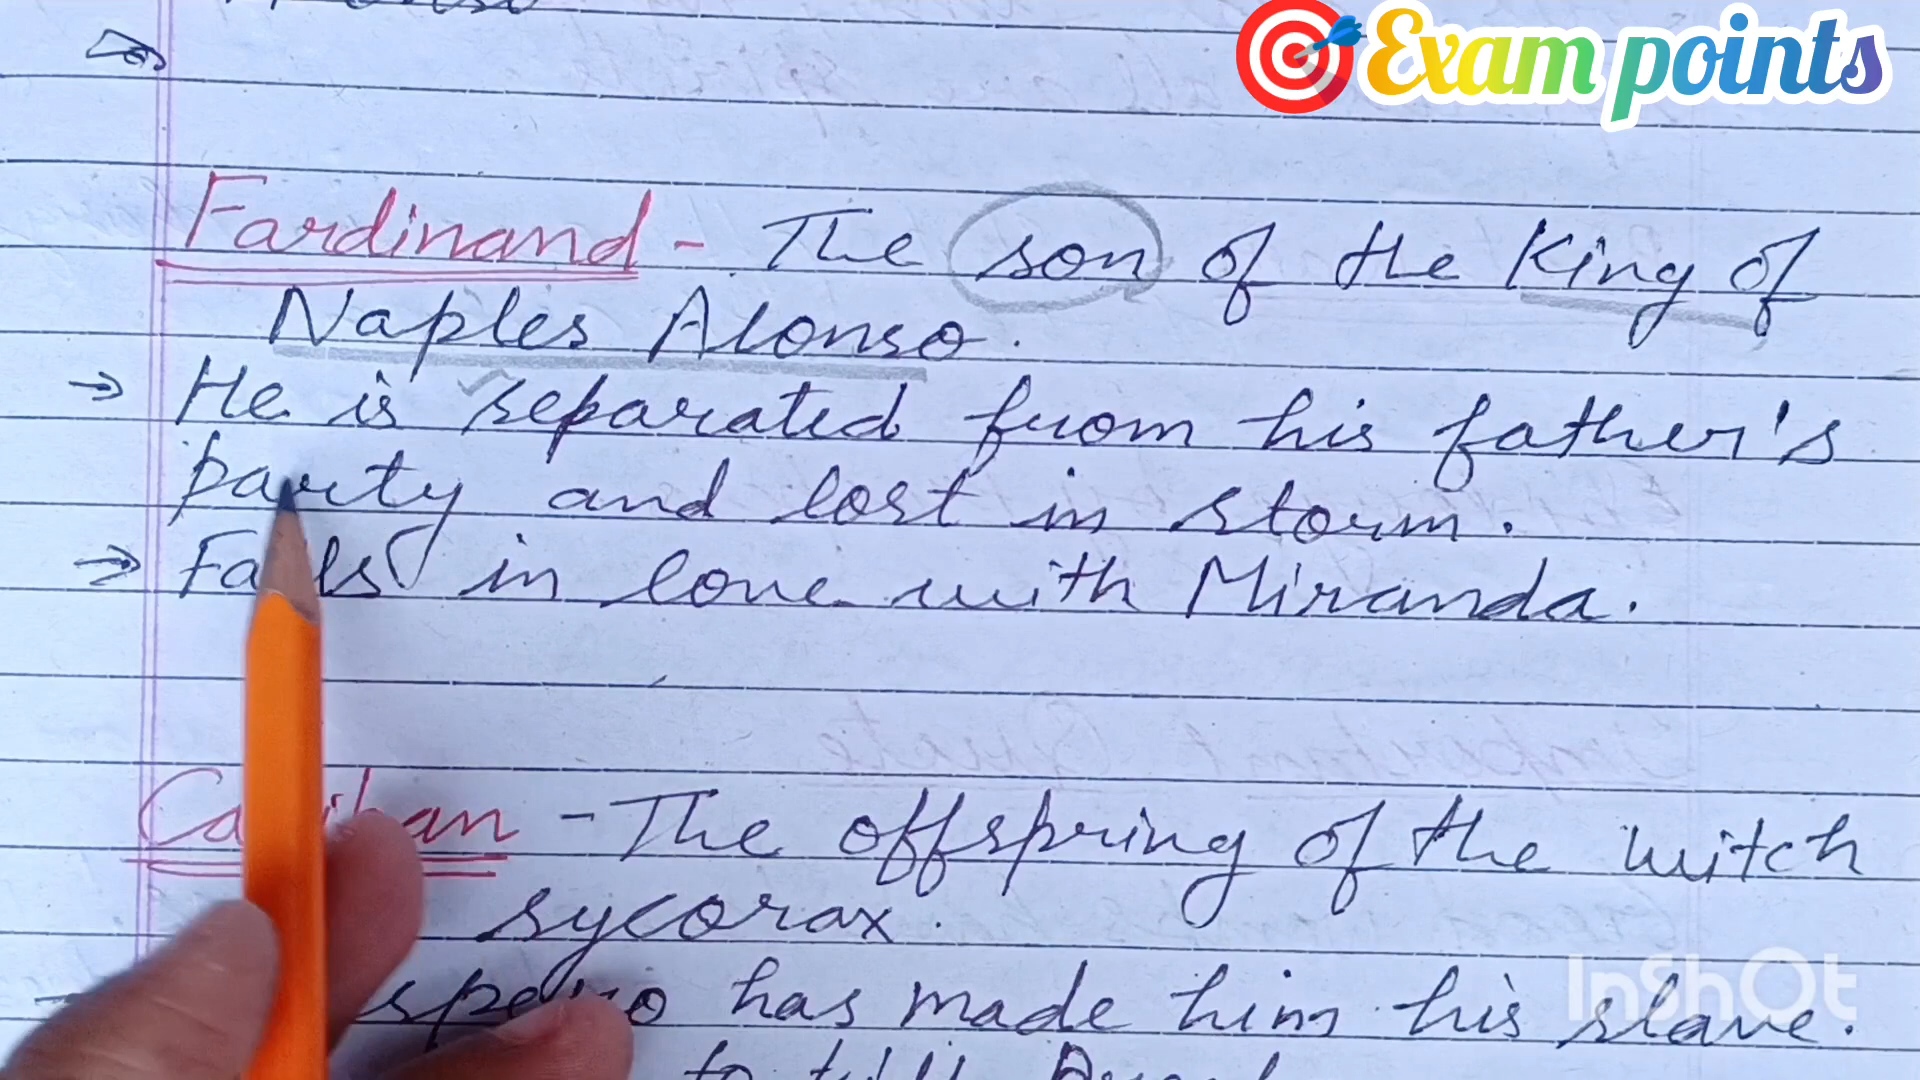 Exam points
Fardinand - The son of the King of
Naples Alonso.
→ He is separated from his father's
party and lost in storm.
→ Falls in love with Miranda.
- The offspring of the witch
sycorax.
has made him his slave.
InShOt